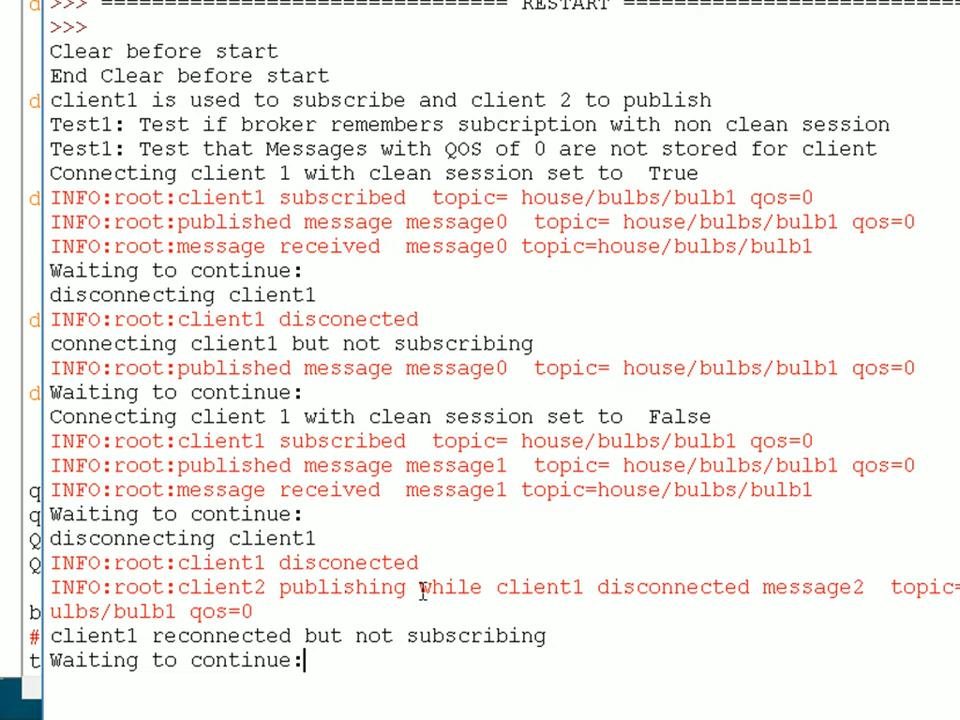 d >>> ================================ RESTART ===========================
>>>
Clear before start
End Clear before start
d client1 is used to subscribe and client 2 to publish
Test1: Test if broker remembers subcription with non clean session
Test1: Test that Messages with QOS of 0 are not stored for client
Connecting client 1 with clean session set to  True
d INFO:root:client1 subscribed  topic= house/bulbs/bulb1 qos=0
INFO:root:published message message0  topic= house/bulbs/bulb1 qos=0
INFO:root:message received  message0 topic=house/bulbs/bulb1
Waiting to continue:
disconnecting client1
d INFO:root:client1 disconected
connecting client1 but not subscribing
INFO:root:published message message0  topic= house/bulbs/bulb1 qos=0
d Waiting to continue:
Connecting client 1 with clean session set to  False
INFO:root:client1 subscribed  topic= house/bulbs/bulb1 qos=0
INFO:root:published message message1  topic= house/bulbs/bulb1 qos=0
q INFO:root:message received  message1 topic=house/bulbs/bulb1
q Waiting to continue:
Q disconnecting client1
Q INFO:root:client1 disconected
INFO:root:client2 publishing while client1 disconnected message2  topic=
b ulbs/bulb1 qos=0
# client1 reconnected but not subscribing
t Waiting to continue: